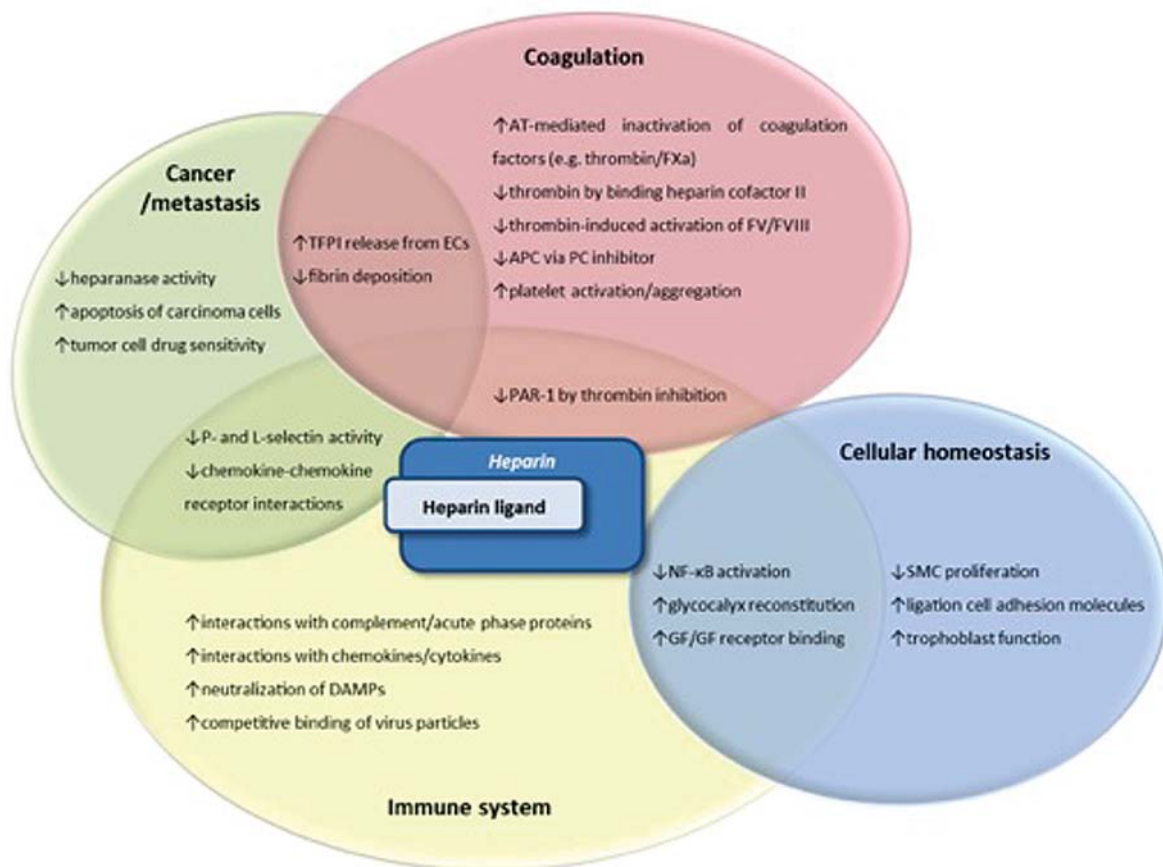 Coagulation
↑AT-mediated inactivation of coagulation
factors (e.g. thrombin/FXa)
↓thrombin by binding heparin cofactor II
↓thrombin-induced activation of FV/FVIII
↓APC via PC inhibitor
↑platelet activation/aggregation
Cancer
/metastasis
↓heparanase activity
↑apoptosis of carcinoma cells
↑tumor cell drug sensitivity
↑TFPI release from ECs
↓fibrin deposition
↓PAR-1 by thrombin inhibition
↓P- and L-selectin activity
↓chemokine-chemokine
receptor interactions
Heparin
Heparin ligand
Cellular homeostasis
↓NF-κB activation
↑glycocalyx reconstitution
↑GF/GF receptor binding
↓SMC proliferation
↑ligation cell adhesion molecules
↑trophoblast function
↑interactions with complement/acute phase proteins
↑interactions with chemokines/cytokines
↑neutralization of DAMPs
↑competitive binding of virus particles
Immune system